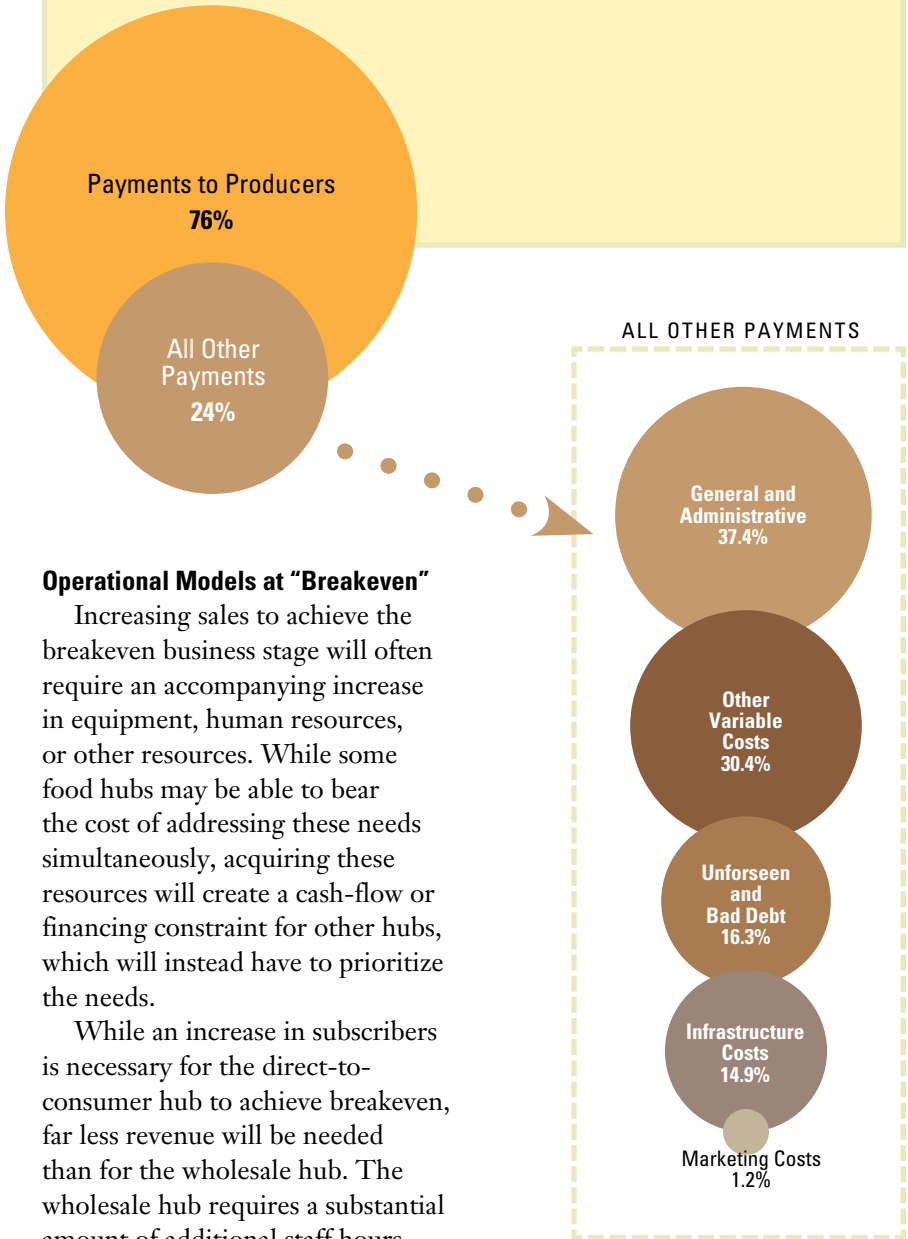 Payments to Producers
76%
All Other
Payments
24%
ALL OTHER PAYMENTS
General and
Administrative
37.4%
Other
Variable
Costs
30.4%
Unforseen
and
Bad Debt
16.3%
Infrastructure
Costs
14.9%
Marketing Costs
1.2%
Operational Models at “Breakeven”
Increasing sales to achieve the
breakeven business stage will often
require an accompanying increase
in equipment, human resources,
or other resources. While some
food hubs may be able to bear
the cost of addressing these needs
simultaneously, acquiring these
resources will create a cash-flow or
financing constraint for other hubs,
which will instead have to prioritize
the needs.
While an increase in subscribers
is necessary for the direct-to-
consumer hub to achieve breakeven,
far less revenue will be needed
than for the wholesale hub. The
wholesale hub requires a substantial
amount of additional staff hours